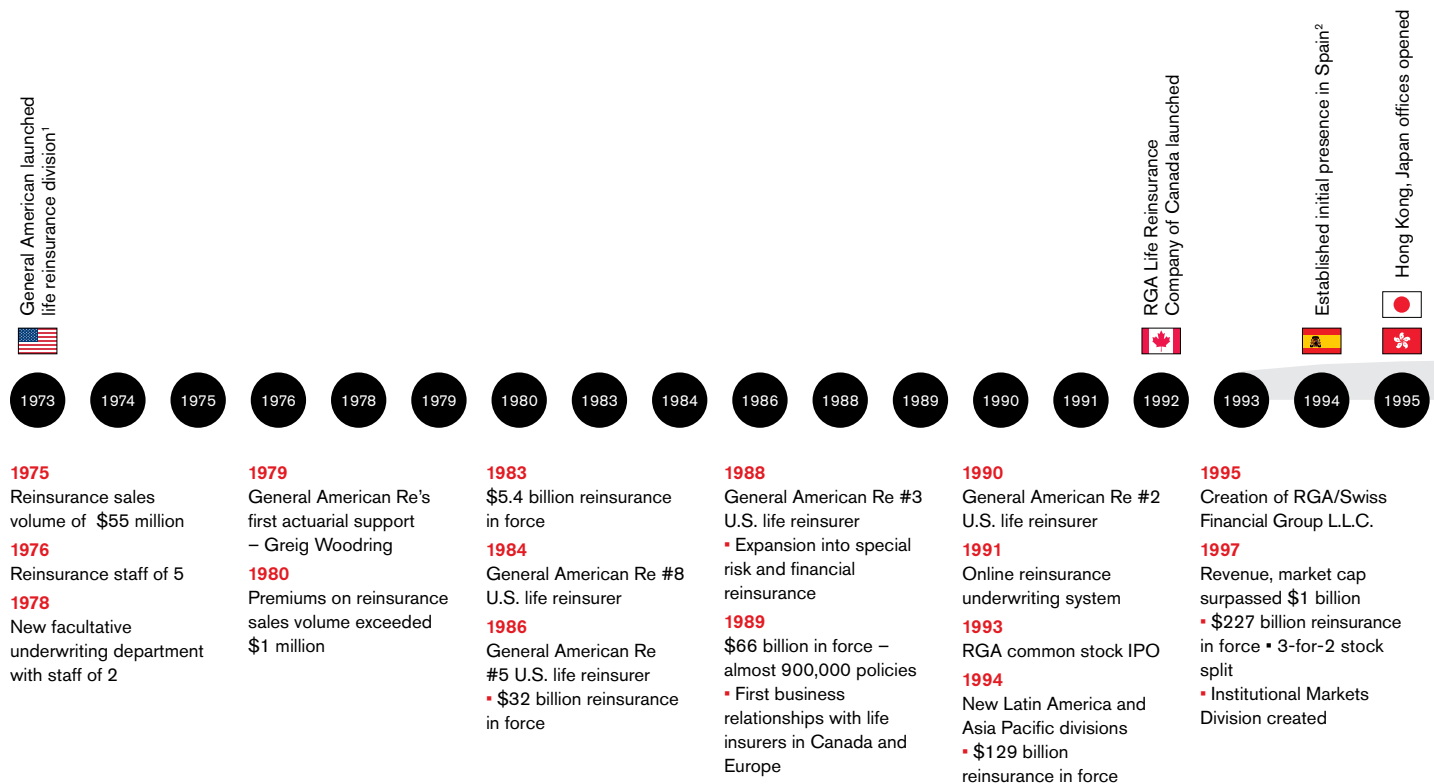 General American launched
life reinsurance division¹
RGA Life Reinsurance
Company of Canada launched
Established initial presence in Spain²
Hong Kong, Japan offices opened
1973
1974
1975
1976
1978
1979
1980
1983
1984
1986
1988
1989
1990
1991
1992
1993
1994
1995
1975
Reinsurance sales
volume of $55 million
1976
Reinsurance staff of 5
1978
New facultative
underwriting department
with staff of 2
1979
General American Re's
first actuarial support
– Greig Woodring
1980
Premiums on reinsurance
sales volume exceeded
$1 million
1983
$5.4 billion reinsurance
in force
1984
General American Re #8
U.S. life reinsurer
1986
General American Re
#5 U.S. life reinsurer
▪ $32 billion reinsurance
in force
1988
General American Re #3
U.S. life reinsurer
▪ Expansion into special
risk and financial
reinsurance
1989
$66 billion in force –
almost 900,000 policies
▪ First business
relationships with life
insurers in Canada and
Europe
1990
General American Re #2
U.S. life reinsurer
1991
Online reinsurance
underwriting system
1993
RGA common stock IPO
1994
New Latin America and
Asia Pacific divisions
▪ $129 billion
reinsurance in force
1995
Creation of RGA/Swiss
Financial Group L.L.C.
1997
Revenue, market cap
surpassed $1 billion
▪ $227 billion reinsurance
in force ▪ 3-for-2 stock
split
▪ Institutional Markets
Division created